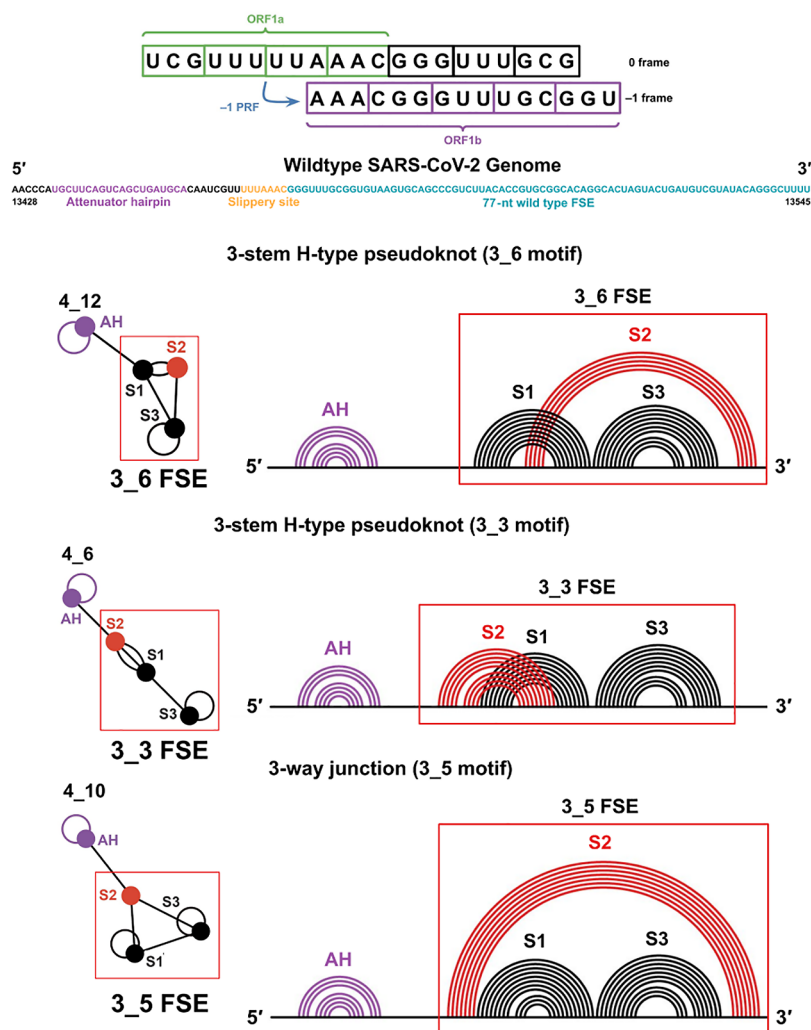 ORF1a
U C G U U U U U A A A C G G G U U U G C G
0 frame
–1 PRF
A A A C G G G U U U G C G G U
–1 frame
ORF1b
5′ Wildtype SARS-CoV-2 Genome 3′
AACCCAUGCUUCAGUCAGCUGAUGCACAAUCGUUUUUAAACGGGUUUGCGGUGUAAGUGCAGCCCGUCUUACACCGUGCGGCACAGGCACUAGUACUGAUGUCGUAUACAGGGCUUUU
13428 Attenuator hairpin Slippery site 77-nt wild type FSE 13545
3-stem H-type pseudoknot (3_6 motif)
4_12
AH
S2
S1
S3
3_6 FSE
3_6 FSE
S2
S1
S3
AH
5′ 3′
3-stem H-type pseudoknot (3_3 motif)
4_6
AH
S2
S1
S3
3_3 FSE
3_3 FSE
S2
S1
S3
AH
5′ 3′
3-way junction (3_5 motif)
4_10
AH
S2
S3
S1
3_5 FSE
3_5 FSE
S2
S1
S3
AH
5′ 3′